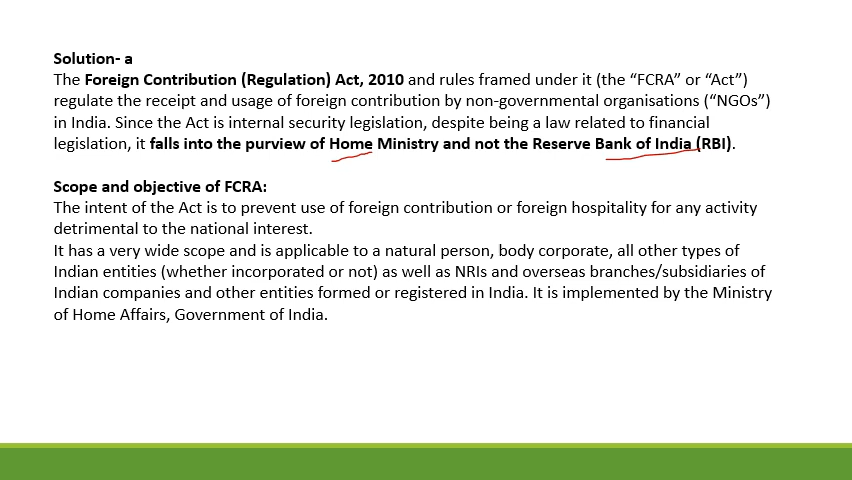 Solution- a
The Foreign Contribution (Regulation) Act, 2010 and rules framed under it (the “FCRA” or “Act”)
regulate the receipt and usage of foreign contribution by non-governmental organisations (“NGOs”)
in India. Since the Act is internal security legislation, despite being a law related to financial
legislation, it falls into the purview of Home Ministry and not the Reserve Bank of India (RBI).
Scope and objective of FCRA:
The intent of the Act is to prevent use of foreign contribution or foreign hospitality for any activity
detrimental to the national interest.
It has a very wide scope and is applicable to a natural person, body corporate, all other types of
Indian entities (whether incorporated or not) as well as NRIs and overseas branches/subsidiaries of
Indian companies and other entities formed or registered in India. It is implemented by the Ministry
of Home Affairs, Government of India.